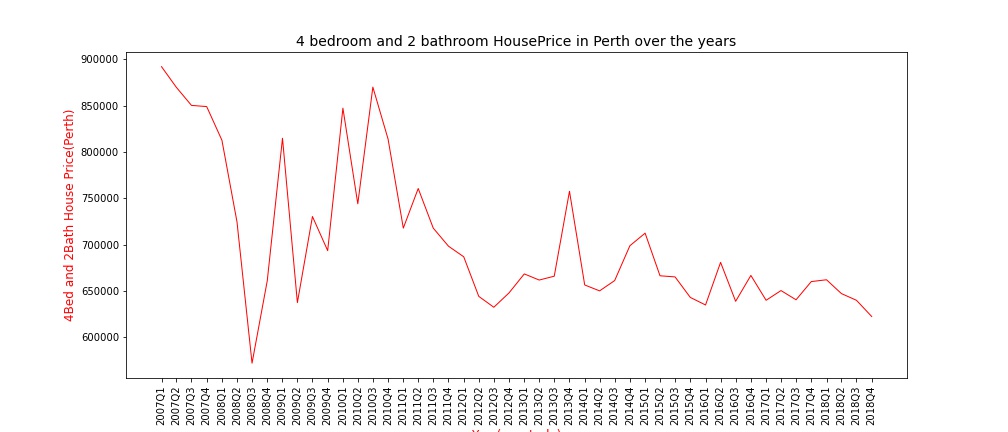 4 bedroom and 2 bathroom HousePrice in Perth over the years
4Bed and 2Bath House Price(Perth)
900000
850000
800000
750000
700000
650000
600000
2007Q1
2007Q2
2007Q3
2007Q4
2008Q1
2008Q2
2008Q3
2008Q4
2009Q1
2009Q2
2009Q3
2009Q4
2010Q1
2010Q2
2010Q3
2010Q4
2011Q1
2011Q2
2011Q3
2011Q4
2012Q1
2012Q2
2012Q3
2012Q4
2013Q1
2013Q2
2013Q3
2013Q4
2014Q1
2014Q2
2014Q3
2014Q4
2015Q1
2015Q2
2015Q3
2015Q4
2016Q1
2016Q2
2016Q3
2016Q4
2017Q1
2017Q2
2017Q3
2017Q4
2018Q1
2018Q2
2018Q3
2018Q4